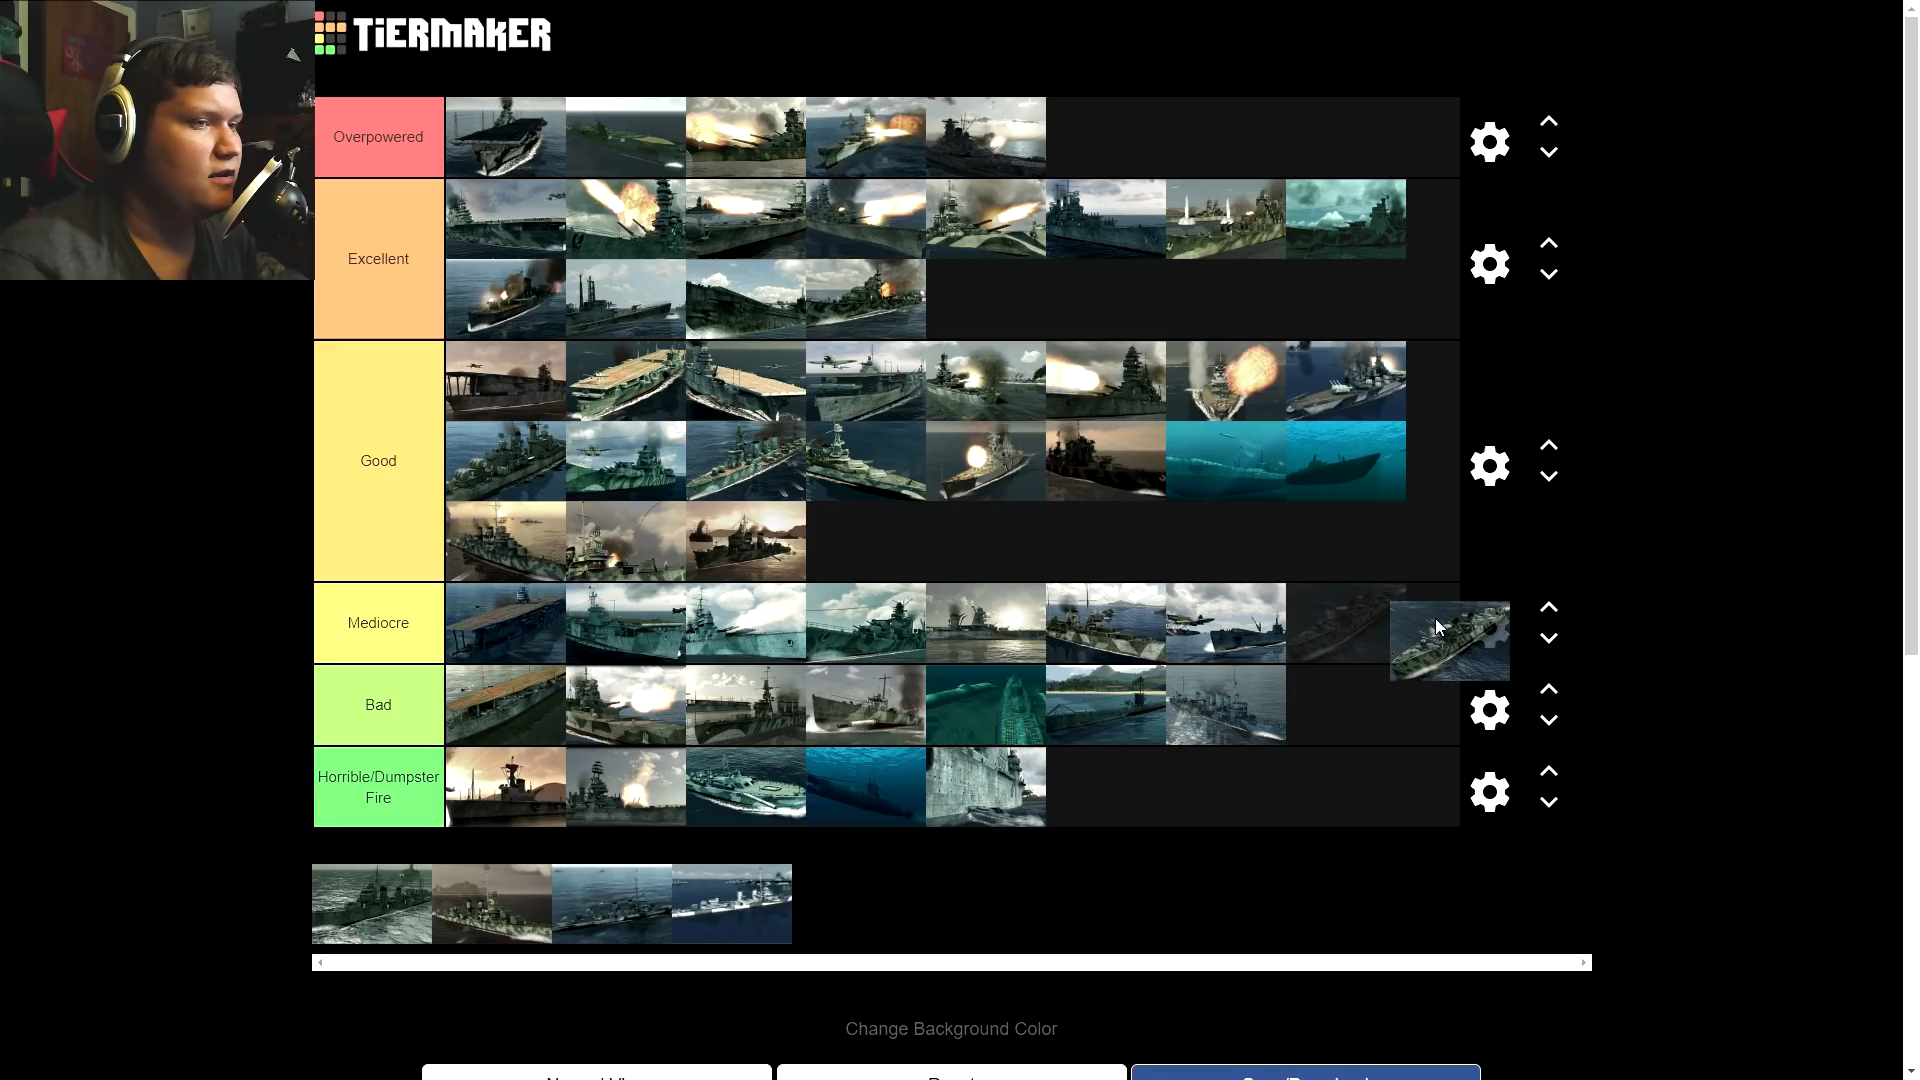 TiERMAKER
Overpowered
Excellent
Good
Mediocre
Bad
Horrible/Dumpster
Fire
Change Background Color